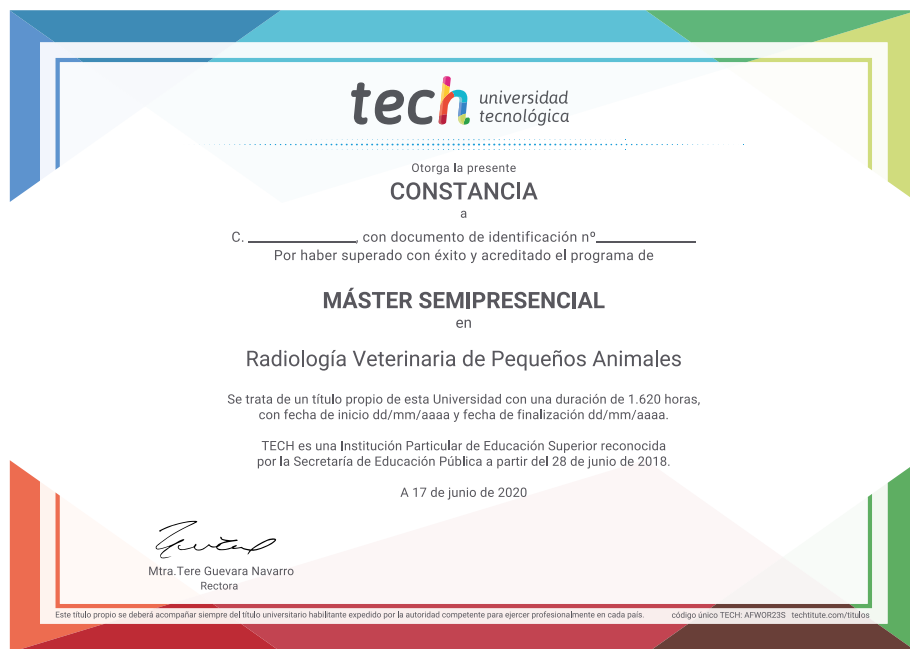 tech universidad
tecnológica
Otorga la presente
CONSTANCIA
a
C. ____________, con documento de identificación nº___________
Por haber superado con éxito y acreditado el programa de
MÁSTER SEMIPRESENCIAL
en
Radiología Veterinaria de Pequeños Animales
Se trata de un título propio de esta Universidad con una duración de 1.620 horas,
con fecha de inicio dd/mm/aaaa y fecha de finalización dd/mm/aaaa.
TECH es una Institución Particular de Educación Superior reconocida
por la Secretaría de Educación Pública a partir del 28 de junio de 2018.
A 17 de junio de 2020
Mtra.Tere Guevara Navarro
Rectora
Este título propio se deberá acompañar siempre del título universitario habilitante expedido por la autoridad competente para ejercer profesionalmente en cada país. código único TECH: AFWOR23S techtitute.com/titulos